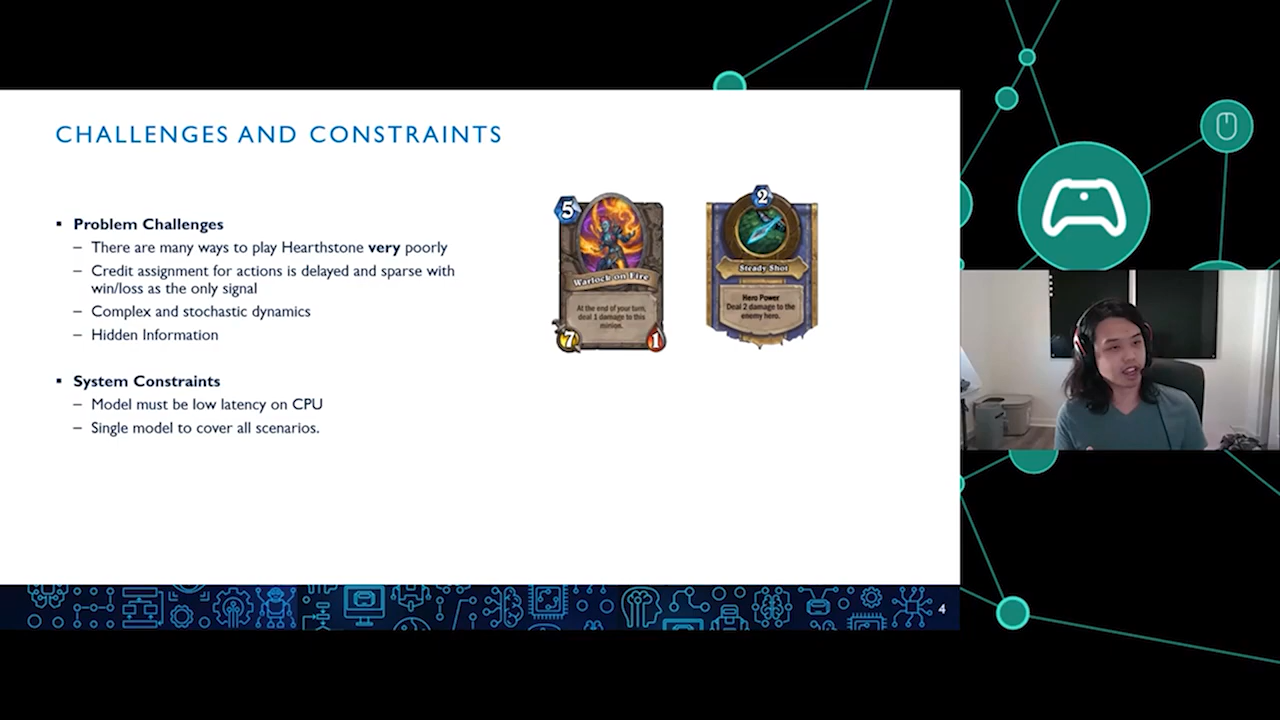 CHALLENGES AND CONSTRAINTS
▪ Problem Challenges
– There are many ways to play Hearthstone very poorly
– Credit assignment for actions is delayed and sparse with
win/loss as the only signal
– Complex and stochastic dynamics
– Hidden Information
▪ System Constraints
– Model must be low latency on CPU
– Single model to cover all scenarios.
5
Warlock on Fire
At the end of your turn,
deal 1 damage to this
minion.
7
1
2
Steady Shot
Hero Power
Deal 2 damage to the
enemy hero.
4